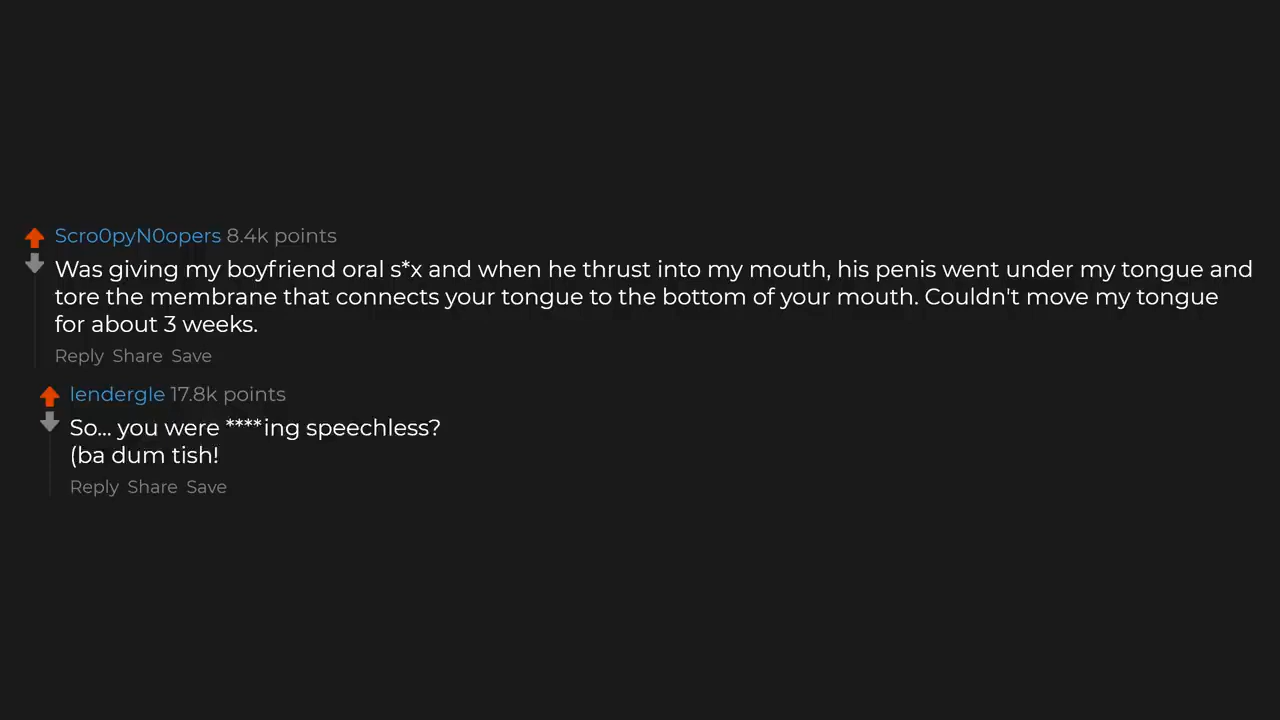 Scro0pyN0opers 8.4k points
Was giving my boyfriend oral s*x and when he thrust into my mouth, his penis went under my tongue and
tore the membrane that connects your tongue to the bottom of your mouth. Couldn't move my tongue
for about 3 weeks.
Reply Share Save
lendergle 17.8k points
So... you were ****ing speechless?
(ba dum tish!
Reply Share Save